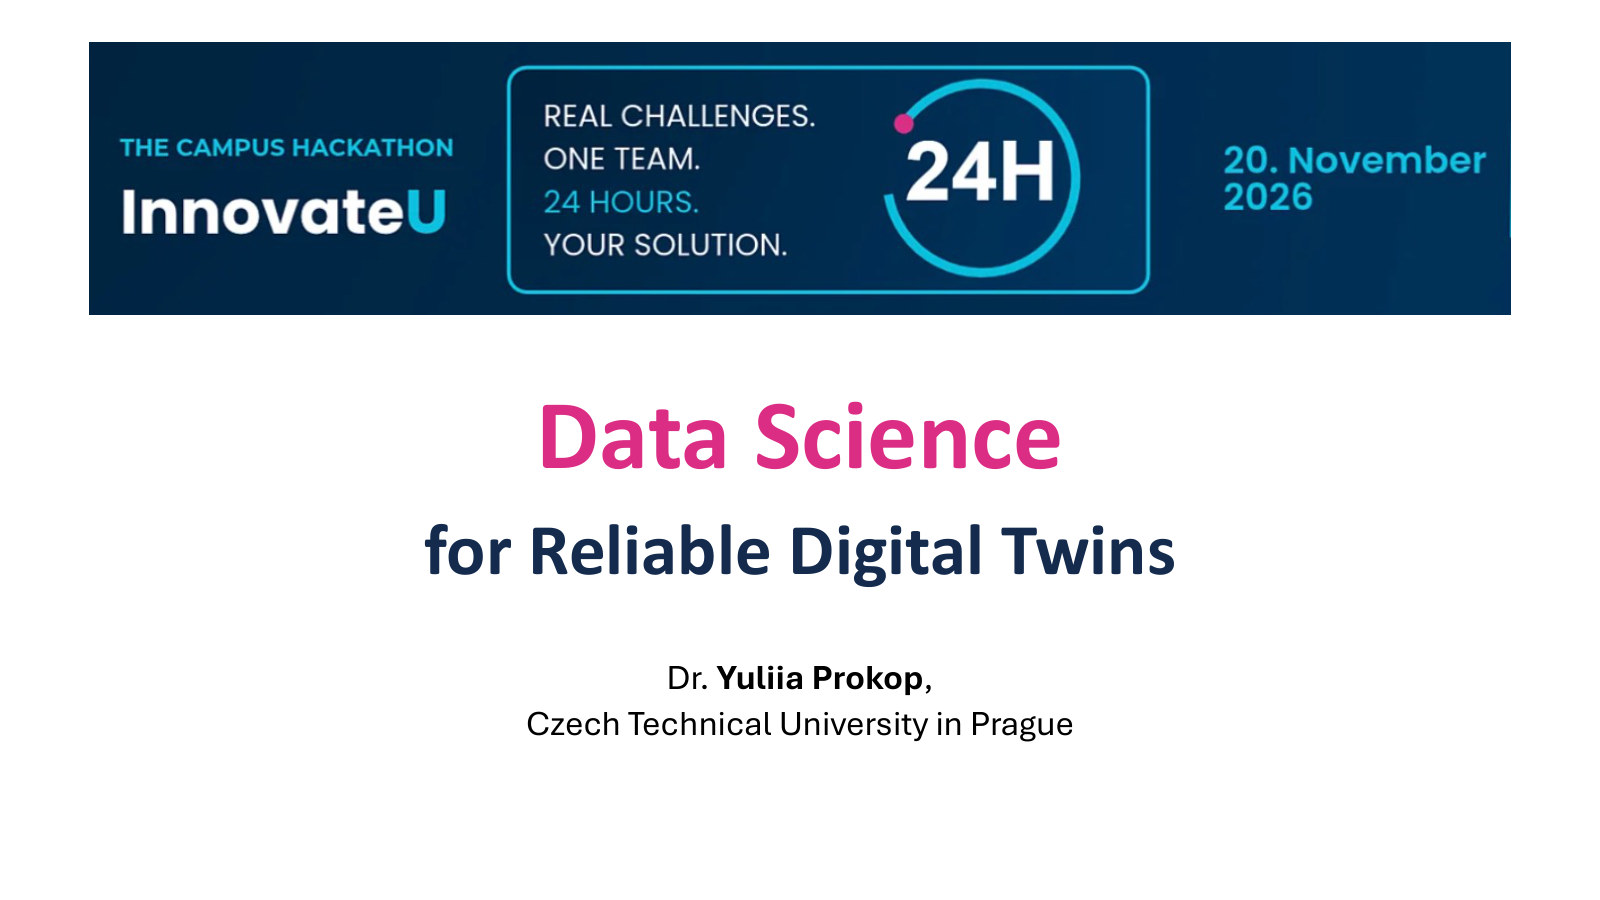 THE CAMPUS HACKATHON
InnovateU
REAL CHALLENGES.
ONE TEAM.
24 HOURS.
YOUR SOLUTION.
24H
20. November
2026
Data Science
for Reliable Digital Twins
Dr. Yuliia Prokop,
Czech Technical University in Prague